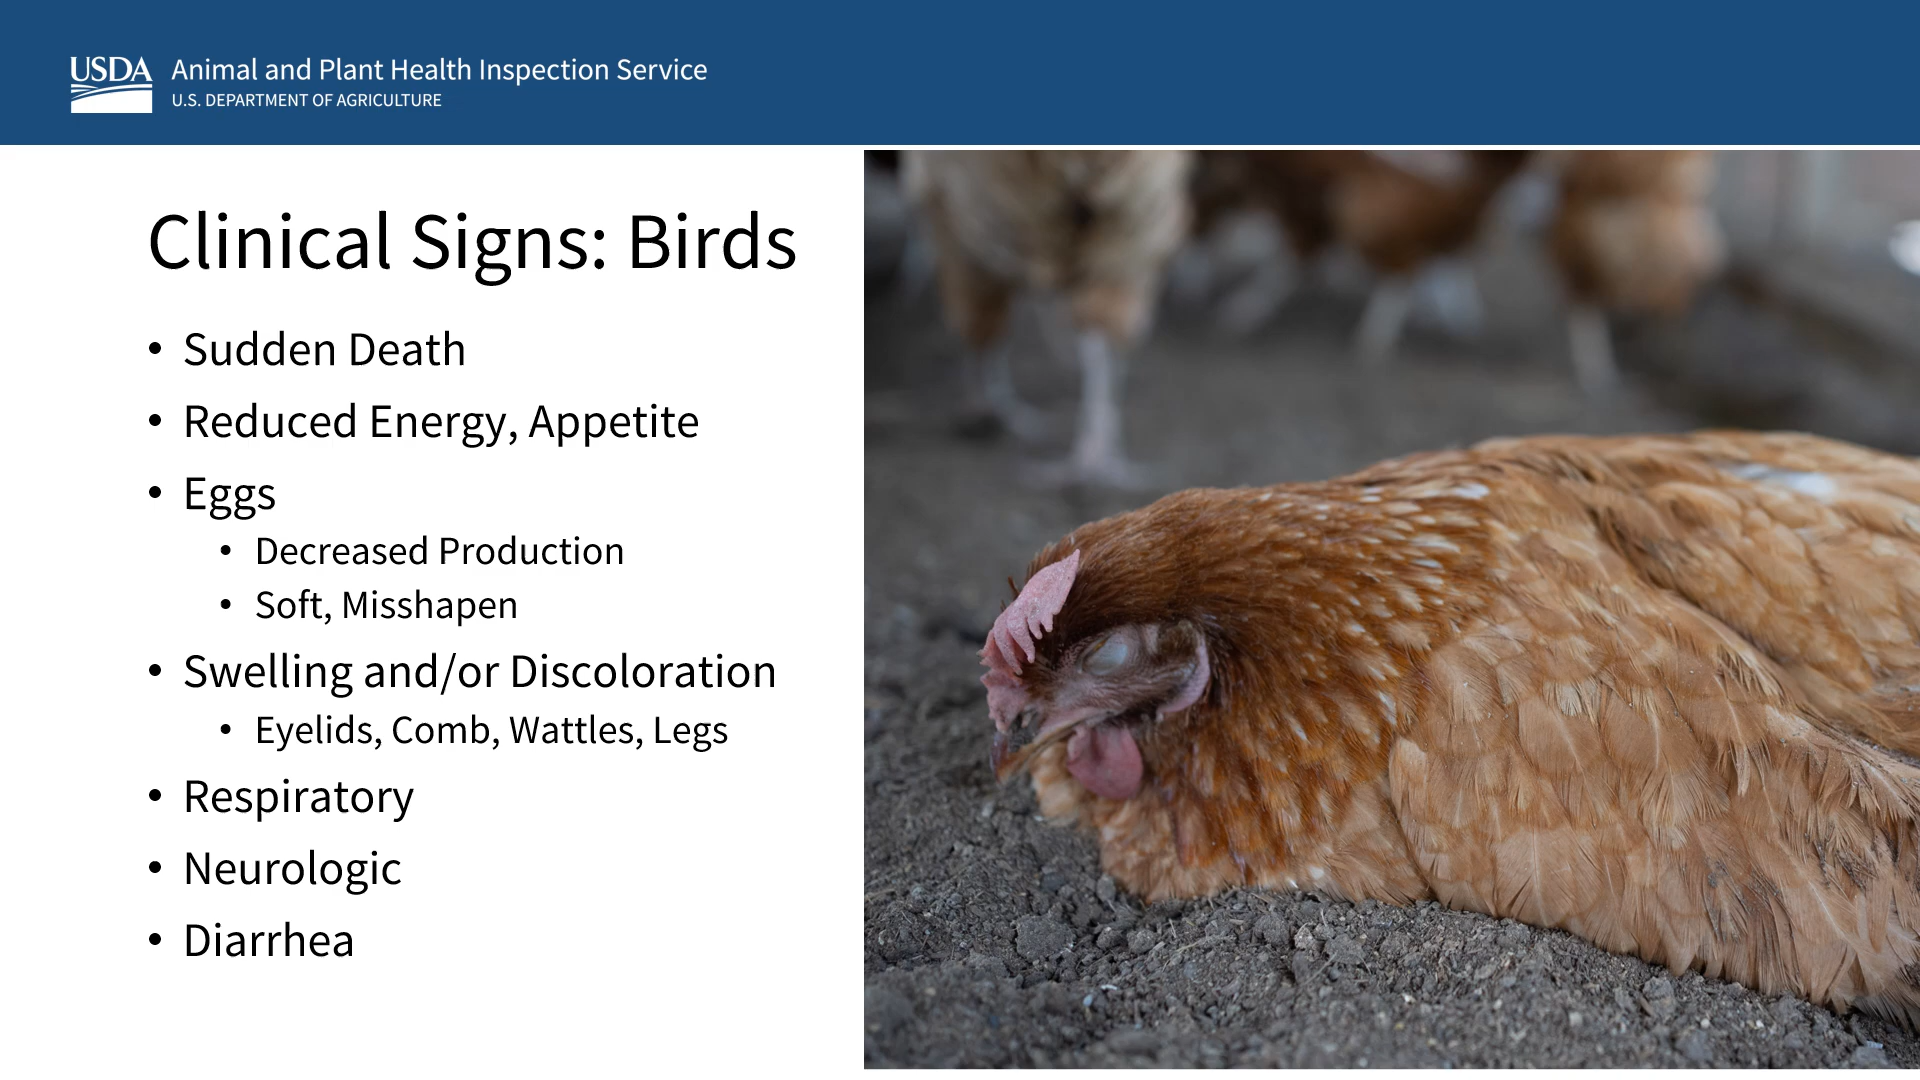 USDA
Animal and Plant Health Inspection Service
U.S. DEPARTMENT OF AGRICULTURE
Clinical Signs: Birds
• Sudden Death
• Reduced Energy, Appetite
• Eggs
• Decreased Production
• Soft, Misshapen
• Swelling and/or Discoloration
• Eyelids, Comb, Wattles, Legs
• Respiratory
• Neurologic
• Diarrhea